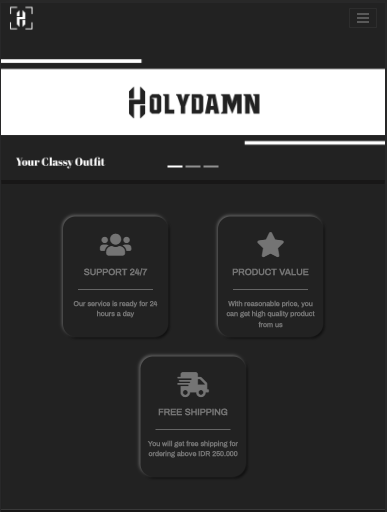 HOLYDAMN
Your Classy Outfit
SUPPORT 24/7
Our service is ready for 24
hours a day
PRODUCT VALUE
With reasonable price, you
can get high quality product
from us
FREE SHIPPING
You will get free shipping for
ordering above IDR 250.000